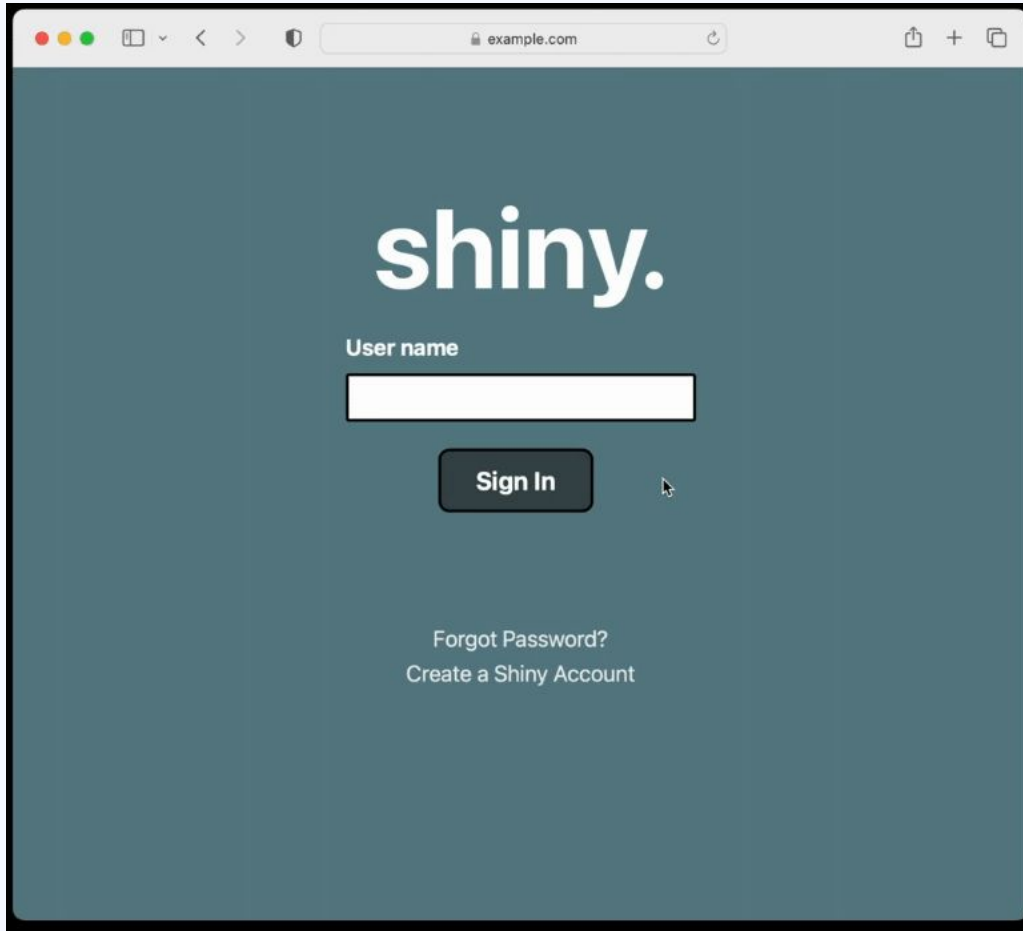 example.com
shiny.
User name
Sign In
Forgot Password?
Create a Shiny Account